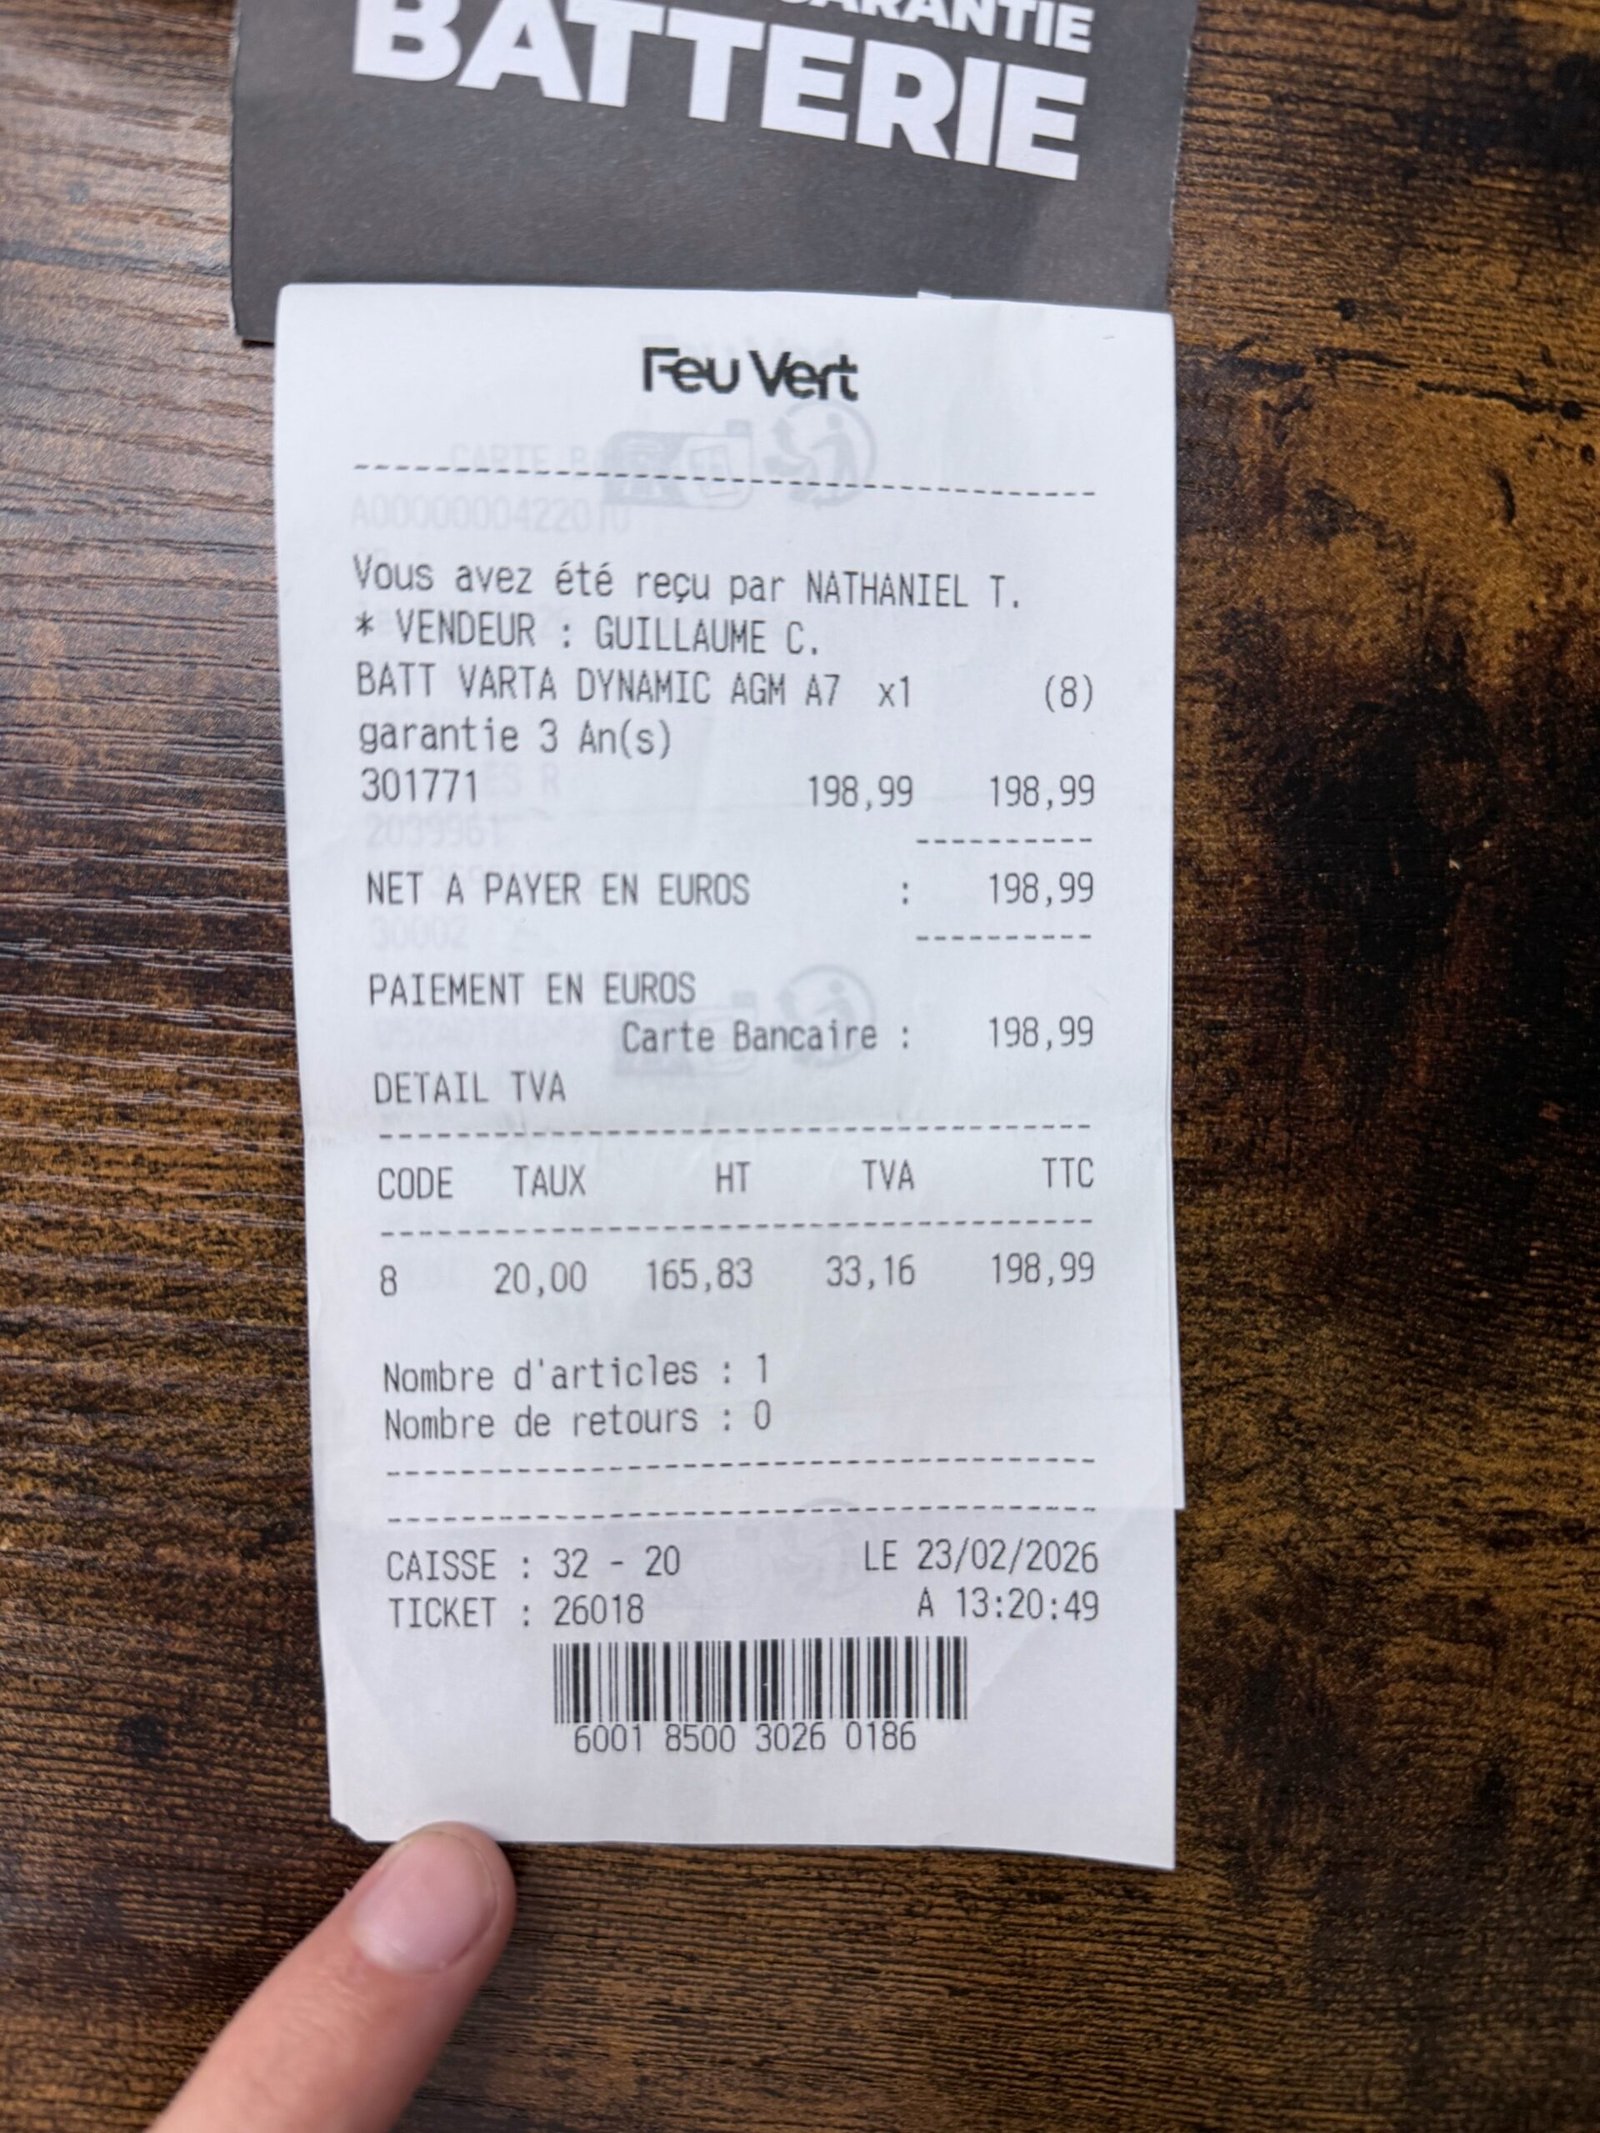 GARANTIE
BATTERIE
Feu Vert
Vous avez été reçu par NATHANIEL T.
* VENDEUR : GUILLAUME C.
BATT VARTA DYNAMIC AGM A7 x1 (8)
garantie 3 An(s)
301771 198,99 198,99
NET A PAYER EN EUROS : 198,99
PAIEMENT EN EUROS
Carte Bancaire : 198,99
DETAIL TVA
CODE TAUX HT TVA TTC
8 20,00 165,83 33,16 198,99
Nombre d'articles : 1
Nombre de retours : 0
CAISSE : 32 - 20 LE 23/02/2026
TICKET : 26018 A 13:20:49
6001 8500 3026 0186